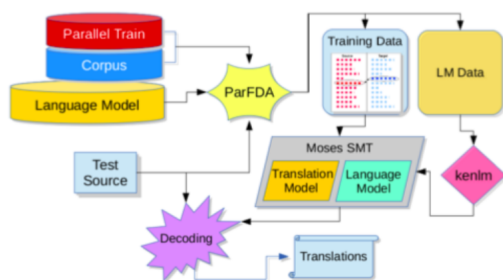 Parallel Train
Corpus
Language Model
ParFDA
Training Data
LM Data
Test
Source
Moses SMT
Translation
Model
Language
Model
kenlm
Decoding
Translations